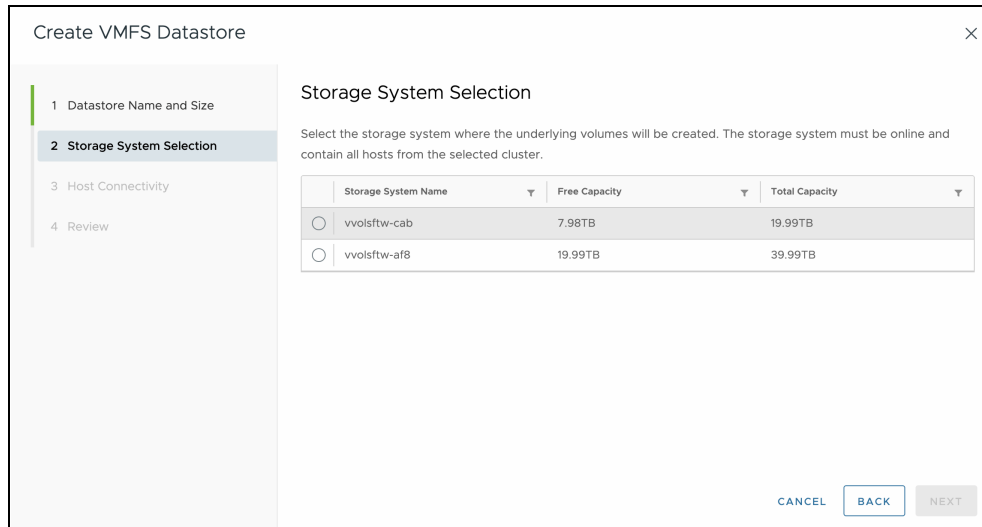 Create VMFS Datastore
1 Datastore Name and Size
2 Storage System Selection
3 Host Connectivity
4 Review
Storage System Selection
Select the storage system where the underlying volumes will be created. The storage system must be online and
contain all hosts from the selected cluster.
Storage System Name Free Capacity Total Capacity
vvolsftw-cab 7.98TB 19.99TB
vvolsftw-af8 19.99TB 39.99TB
CANCEL BACK NEXT